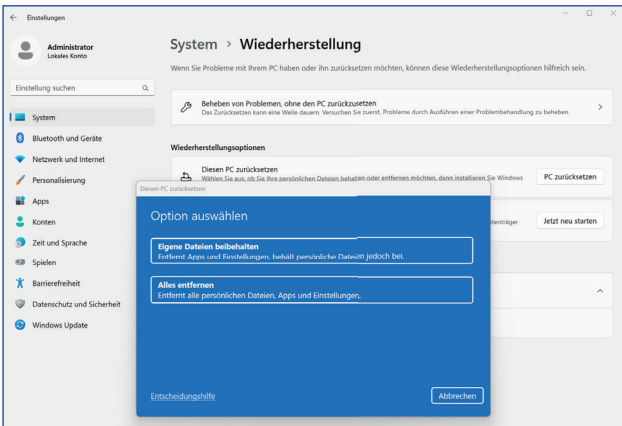 Einstellungen
Administrator
Lokales Konto
Einstellung suchen
System
Bluetooth und Geräte
Netzwerk und Internet
Personalisierung
Apps
Konten
Zeit und Sprache
Spielen
Barrierefreiheit
Datenschutz und Sicherheit
Windows Update
System > Wiederherstellung
Wenn Sie Probleme mit Ihrem PC haben oder ihn zurücksetzen möchten, können diese Wiederherstellungsoptionen hilfreich sein.
Beheben von Problemen, ohne den PC zurückzusetzen
Das Zurücksetzen kann eine Weile dauern. Versuchen Sie zuerst, Probleme durch Ausführen einer Problembehandlung zu beheben
Wiederherstellungsoptionen
Diesen PC zurücksetzen
Wählen Sie aus, ob Sie Ihre persönlichen Dateien behalten oder entfernen möchten, dann installieren Sie Windows
PC zurücksetzen
Jetzt neu starten
Diesen PC zurücksetzen
Option auswählen
Eigene Dateien beibehalten
Entfernt Apps und Einstellungen, behält persönliche Dateien jedoch bei.
Alles entfernen
Entfernt alle persönlichen Dateien, Apps und Einstellungen.
Entscheidungshilfe
Abbrechen